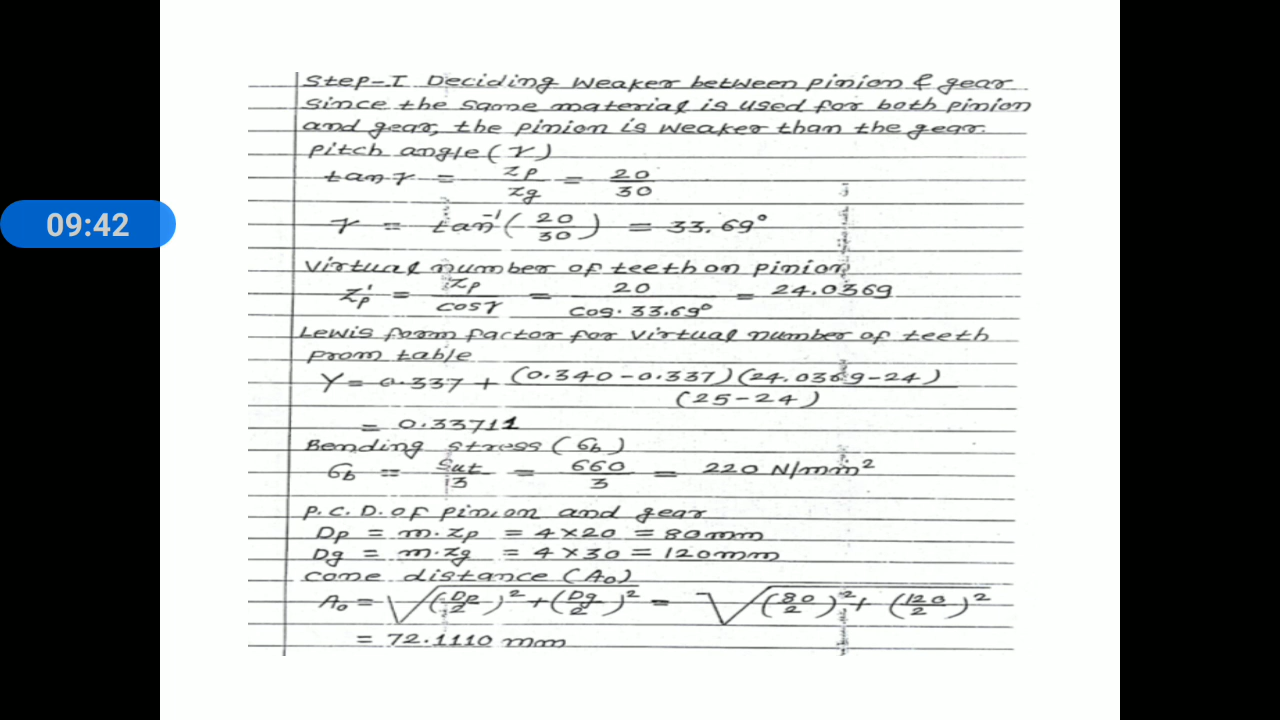 09:42
Step-I Deciding weaker between pinion & gear
since the same material is used for both pinion
and gear, the pinion is weaker than the gear.
pitch angle (γ)
tan γ = zp/zg = 20/30
γ = tan⁻¹(20/30) = 33.69°
virtual number of teeth on pinion
z'p = zp/cosγ = 20/cos.33.69° = 24.0369
Lewis form factor for virtual number of teeth
prom table
Y = 0.337 + (0.340-0.337)(24.0369-24)/(25-24)
= 0.33711
Bending stress (σb)
σb = Sut/3 = 660/3 = 220 N/mm²
P.C.D. of pinion and gear
Dp = m.zp = 4×20 = 80mm
Dg = m.zg = 4×30 = 120mm
cone distance (A₀)
A₀ = √(Dp/2)²+(Dg/2)² = √(80/2)²+(120/2)²
= 72.1110 mm